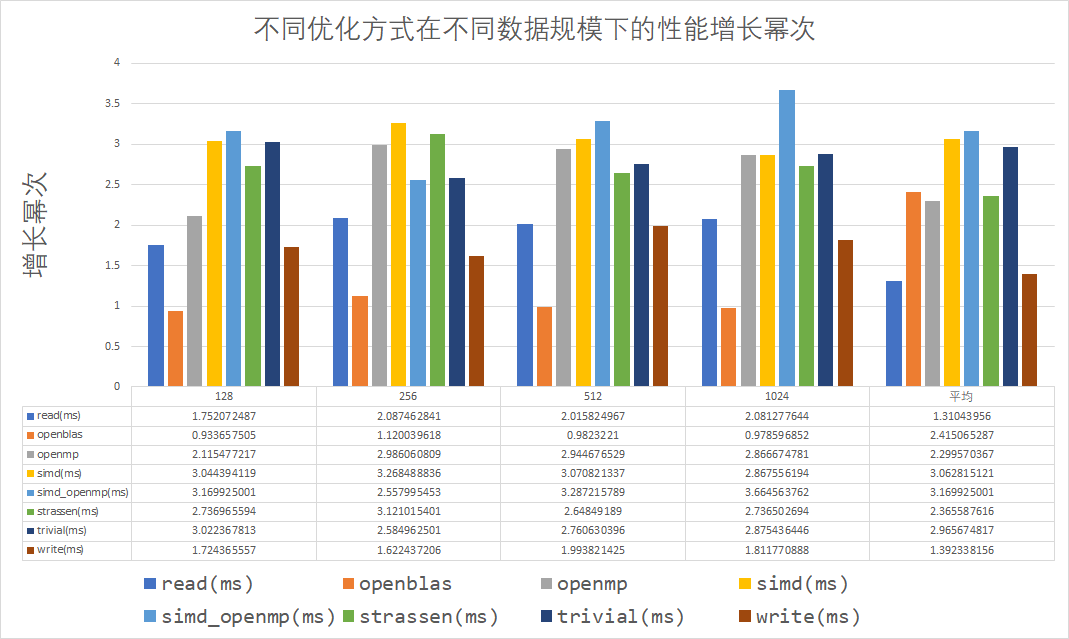 不同优化方式在不同数据规模下的性能增长幂次
增长幂次
4
3.5
3
2.5
2
1.5
1
0.5
0
128 256 512 1024 平均
read(ms) 1.752072487 2.087462841 2.015824967 2.081277644 1.31043956
openblas 0.933657505 1.120039618 0.9823221 0.978596852 2.415065287
openmp 2.115477217 2.986060809 2.944676529 2.866674781 2.299570367
simd(ms) 3.044394119 3.268488836 3.070821337 2.867556194 3.062815121
simd_openmp(ms) 3.169925001 2.557995453 3.287215789 3.664563762 3.169925001
strassen(ms) 2.736965594 3.121015401 2.64849189 2.736502694 2.365587616
trivial(ms) 3.022367813 2.584962501 2.760630396 2.875436446 2.965674817
write(ms) 1.724365557 1.622437206 1.993821425 1.811770888 1.392338156
read(ms) openblas openmp simd(ms)
simd_openmp(ms) strassen(ms) trivial(ms) write(ms)